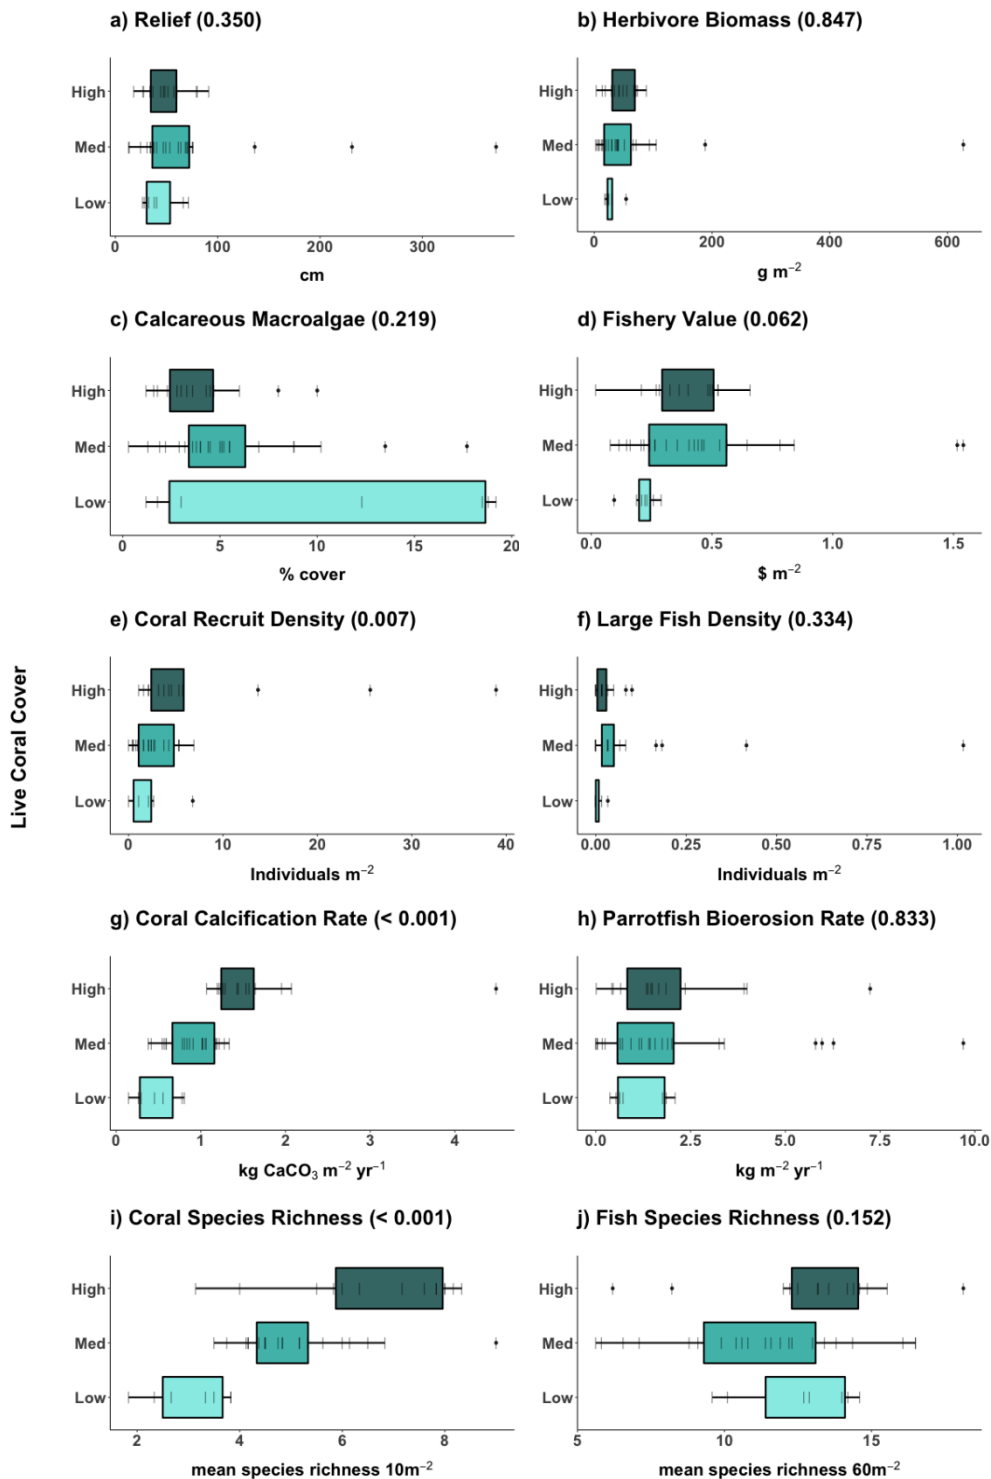 a) Relief (0.350)
High
Med
Low
0 100 200 300
cm
b) Herbivore Biomass (0.847)
High
Med
Low
0 200 400 600
g m⁻²
c) Calcareous Macroalgae (0.219)
High
Med
Low
0 5 10 15 20
% cover
d) Fishery Value (0.062)
High
Med
Low
0.0 0.5 1.0 1.5
$ m⁻²
Live Coral Cover
e) Coral Recruit Density (0.007)
High
Med
Low
0 10 20 30 40
Individuals m⁻²
f) Large Fish Density (0.334)
High
Med
Low
0.00 0.25 0.50 0.75 1.00
Individuals m⁻²
g) Coral Calcification Rate (< 0.001)
High
Med
Low
0 1 2 3 4
kg CaCO₃ m⁻² yr⁻¹
h) Parrotfish Bioerosion Rate (0.833)
High
Med
Low
0.0 2.5 5.0 7.5 10.0
kg m⁻² yr⁻¹
i) Coral Species Richness (< 0.001)
High
Med
Low
2 4 6 8
mean species richness 10m⁻²
j) Fish Species Richness (0.152)
High
Med
Low
5 10 15
mean species richness 60m⁻²